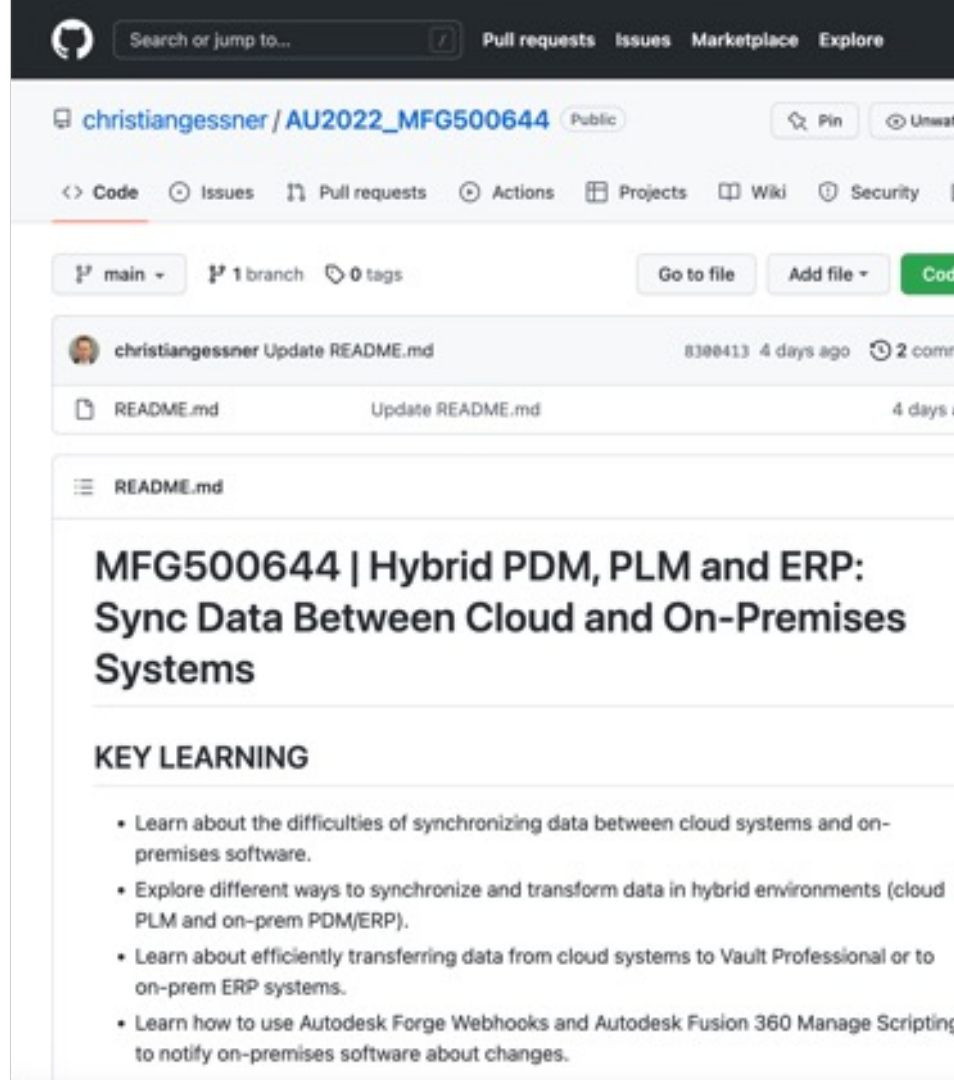 Search or jump to... /
Pull requests Issues Marketplace Explore
christiangessner / AU2022_MFG500644 Public
Pin
Code Issues Pull requests Actions Projects Wiki Security
main 1 branch 0 tags Go to file Add file
christiangessner Update README.md 8300413 4 days ago 2
README.md Update README.md 4 days
README.md
MFG500644 | Hybrid PDM, PLM and ERP:
Sync Data Between Cloud and On-Premises
Systems
KEY LEARNING
• Learn about the difficulties of synchronizing data between cloud systems and on-
premises software.
• Explore different ways to synchronize and transform data in hybrid environments (cloud
PLM and on-prem PDM/ERP).
• Learn about efficiently transferring data from cloud systems to Vault Professional or to
on-prem ERP systems.
• Learn how to use Autodesk Forge Webhooks and Autodesk Fusion 360 Manage Scripting
to notify on-premises software about changes.